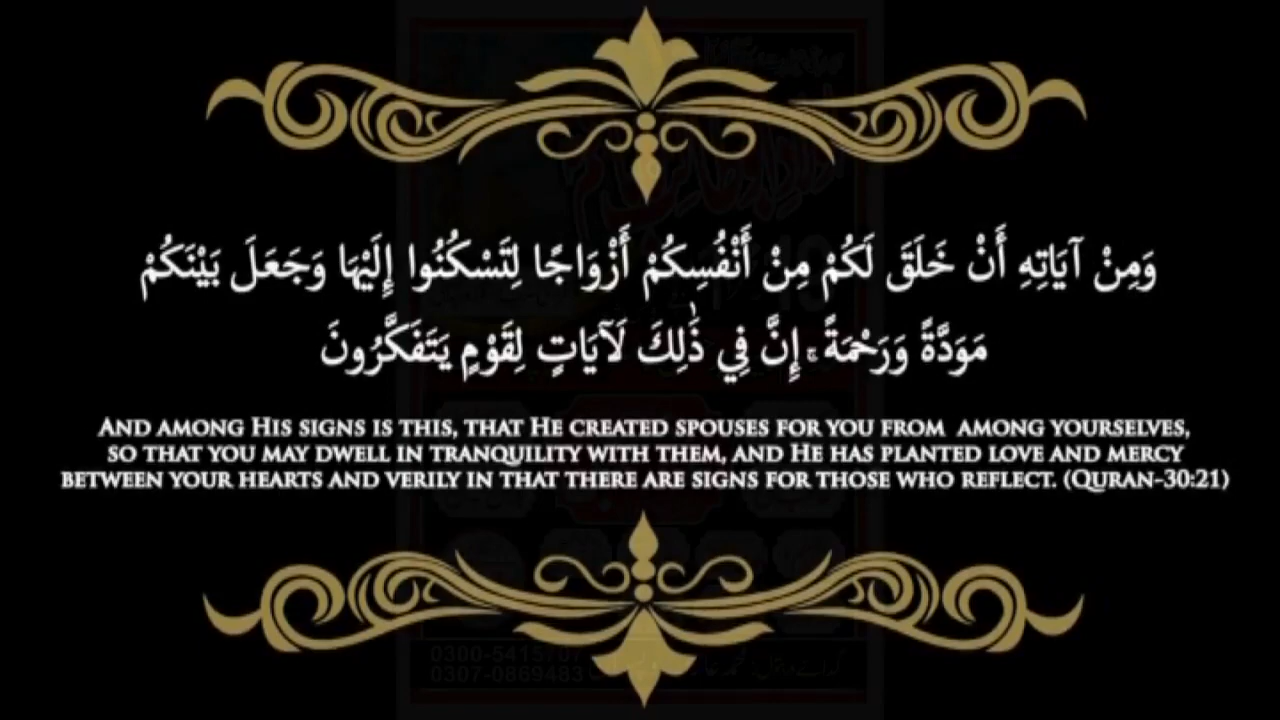 وَمِنْ آيَاتِهِ أَنْ خَلَقَ لَكُمْ مِنْ أَنْفُسِكُمْ أَزْوَاجًا لِتَسْكُنُوا إِلَيْهَا وَجَعَلَ بَيْنَكُمْ
مَوَدَّةً وَرَحْمَةً ۚ إِنَّ فِي ذَٰلِكَ لَآيَاتٍ لِقَوْمٍ يَتَفَكَّرُونَ
AND AMONG HIS SIGNS IS THIS, THAT HE CREATED SPOUSES FOR YOU FROM AMONG YOURSELVES,
SO THAT YOU MAY DWELL IN TRANQUILITY WITH THEM, AND HE HAS PLANTED LOVE AND MERCY
BETWEEN YOUR HEARTS AND VERILY IN THAT THERE ARE SIGNS FOR THOSE WHO REFLECT. (QURAN-30:21)
0307-0869483